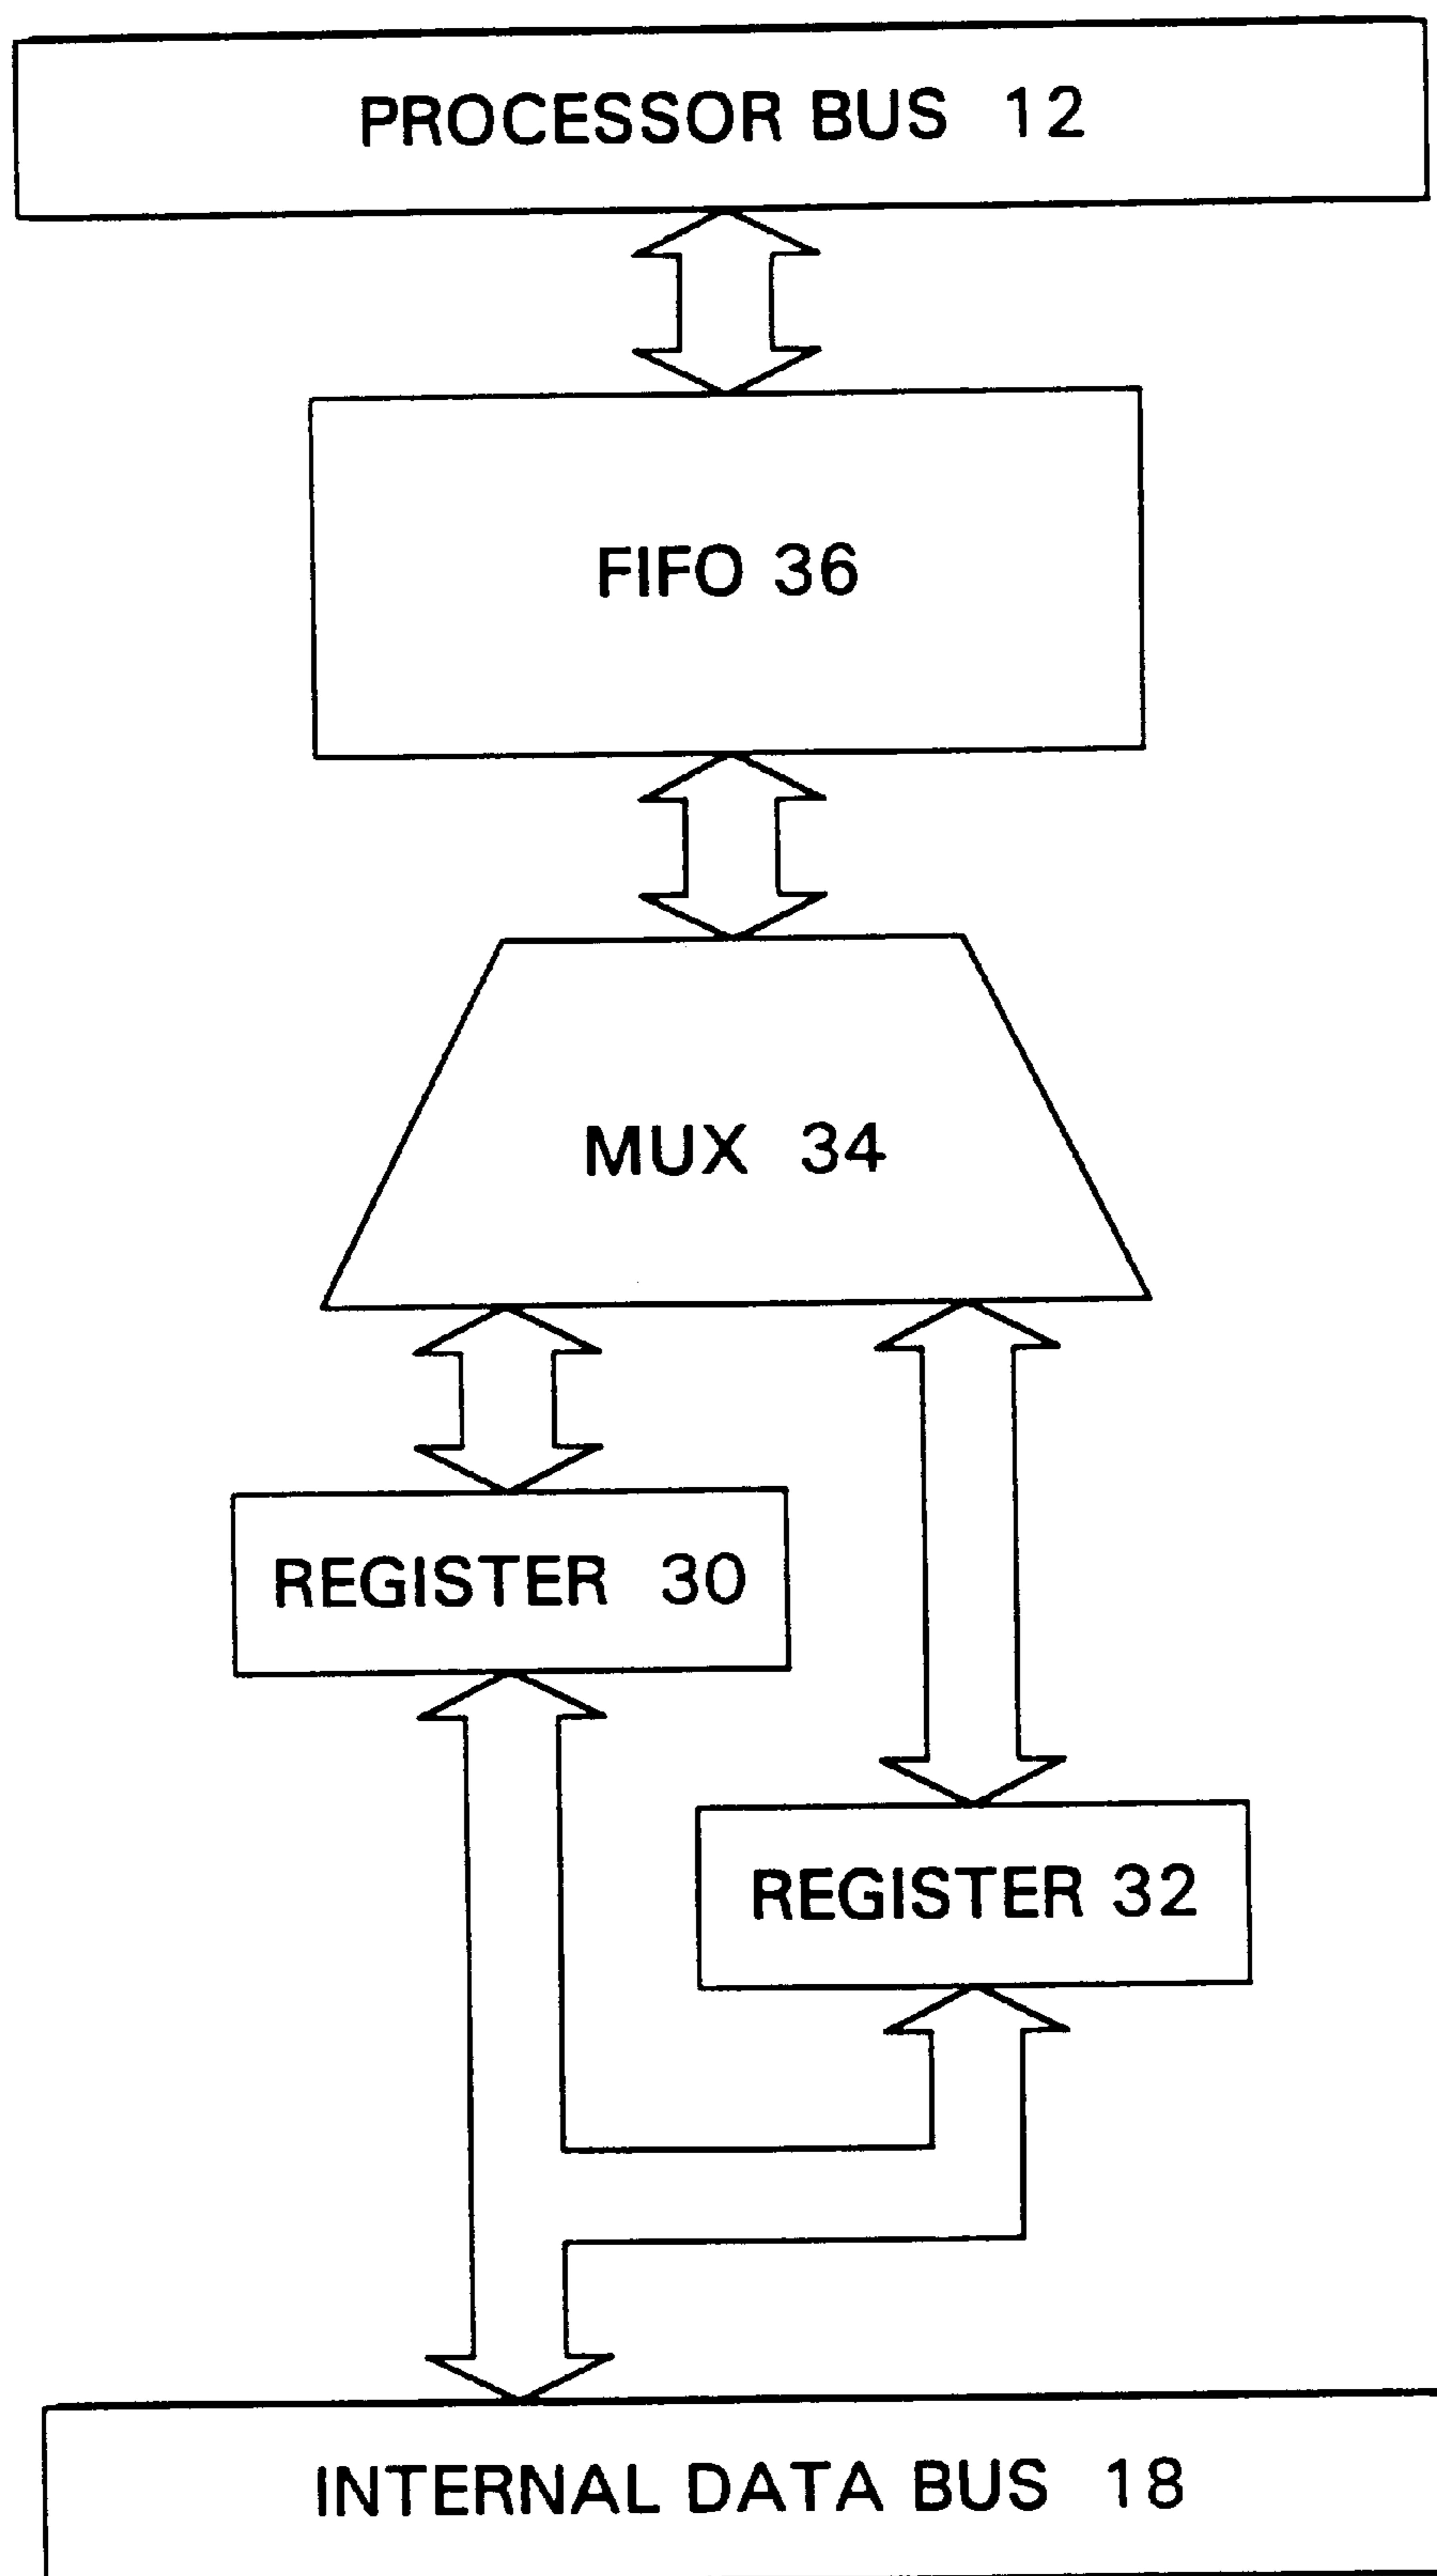 PROCESSOR BUS 12
FIFO 36
MUX 34
REGISTER 30
REGISTER 32
INTERNAL DATA BUS 18